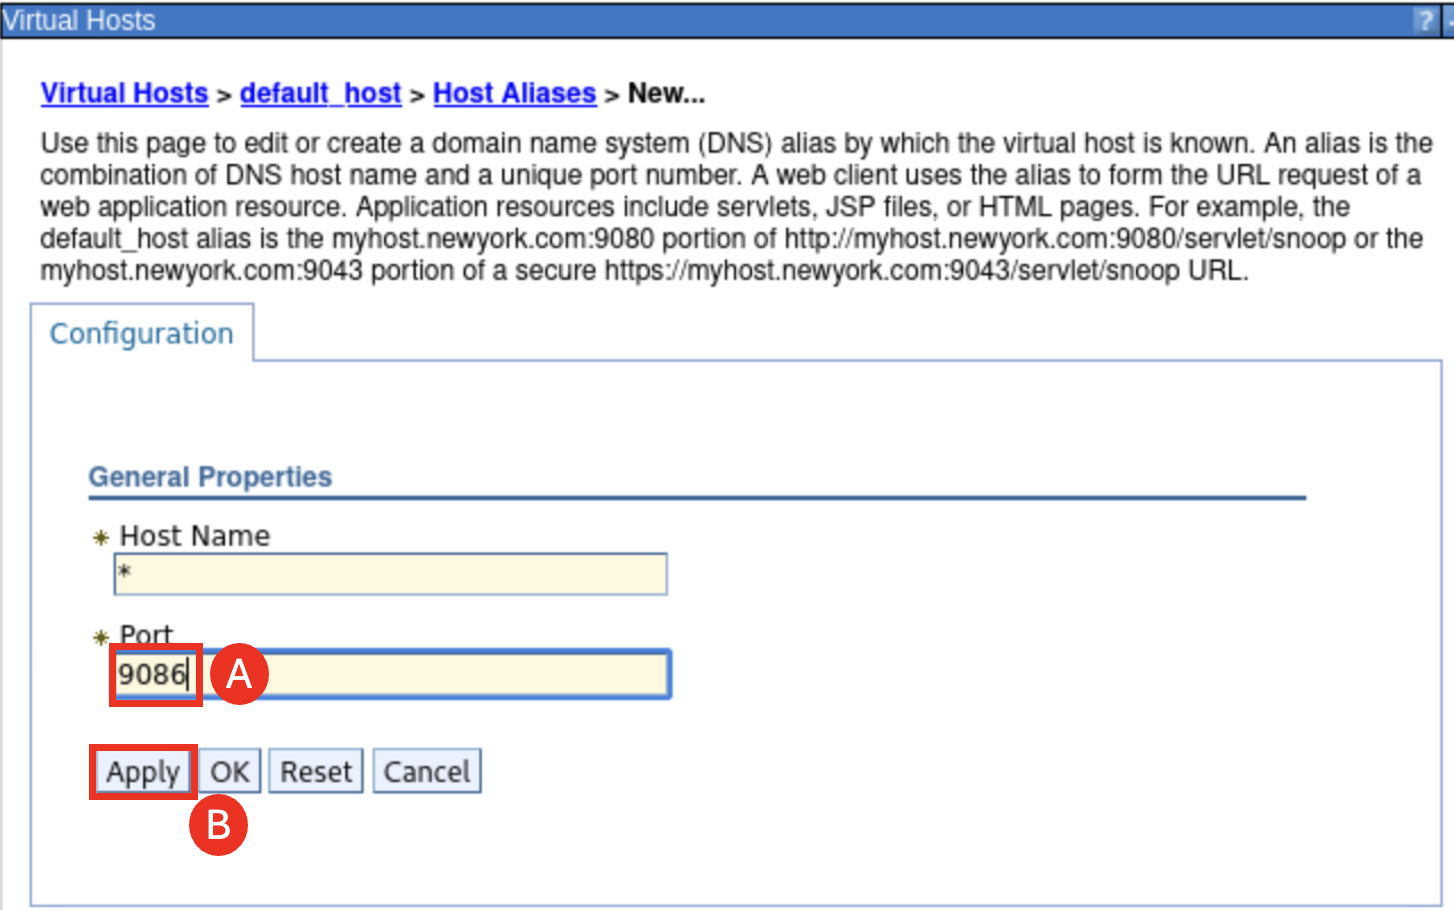 Virtual Hosts ?
Virtual Hosts > default_host > Host Aliases > New...
Use this page to edit or create a domain name system (DNS) alias by which the virtual host is known. An alias is the
combination of DNS host name and a unique port number. A web client uses the alias to form the URL request of a
web application resource. Application resources include servlets, JSP files, or HTML pages. For example, the
default_host alias is the myhost.newyork.com:9080 portion of http://myhost.newyork.com:9080/servlet/snoop or the
myhost.newyork.com:9043 portion of a secure https://myhost.newyork.com:9043/servlet/snoop URL.
Configuration
General Properties
* Host Name
*
* Port
9086 A
Apply OK Reset Cancel
B